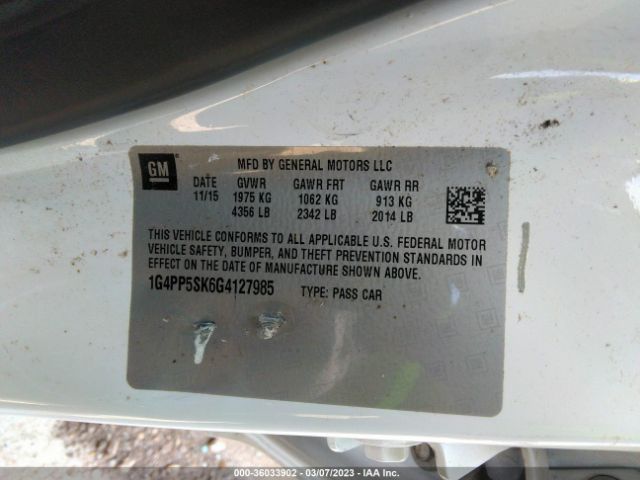 GM
MFD BY GENERAL MOTORS LLC
DATE GVWR GAWR FRT GAWR RR
11/15 1975 KG 1062 KG 913 KG
4356 LB 2342 LB 2014 LB
THIS VEHICLE CONFORMS TO ALL APPLICABLE U.S. FEDERAL MOTOR
VEHICLE SAFETY, BUMPER, AND THEFT PREVENTION STANDARDS IN
EFFECT ON THE DATE OF MANUFACTURE SHOWN ABOVE.
1G4PP5SK6G4127985 TYPE: PASS CAR
000-36033902 - 03/07/2023 - IAA Inc.